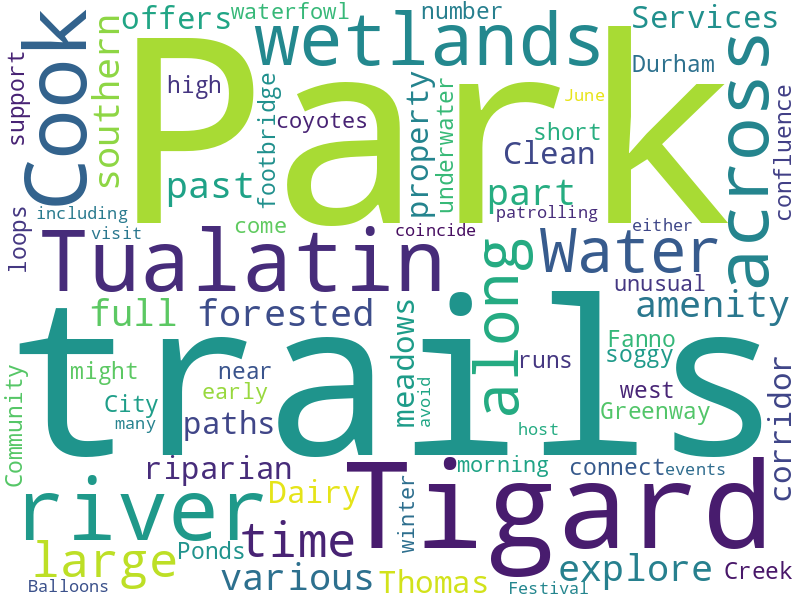 offers
waterfowl
number
Services
Cook
southern
wetlands
support
high
Park
Durham
across
footbridge
coyotes
property
underwater
June
short
Clean
confluence
past
part
loops
including
visit
come
coincide
patrolling
either
Tualatin
Water
along
unusual
full
forested
meadows
amenity
trails
might
near
runs
Fanno
soggy
Community
City
early
avoid
west
many
paths
host
Greenway
corridor
riparian
Tigard
morning
connect
events
river
Dairy
time
winter
large
Ponds
various
Thomas
explore
Creek
Balloons
Festival